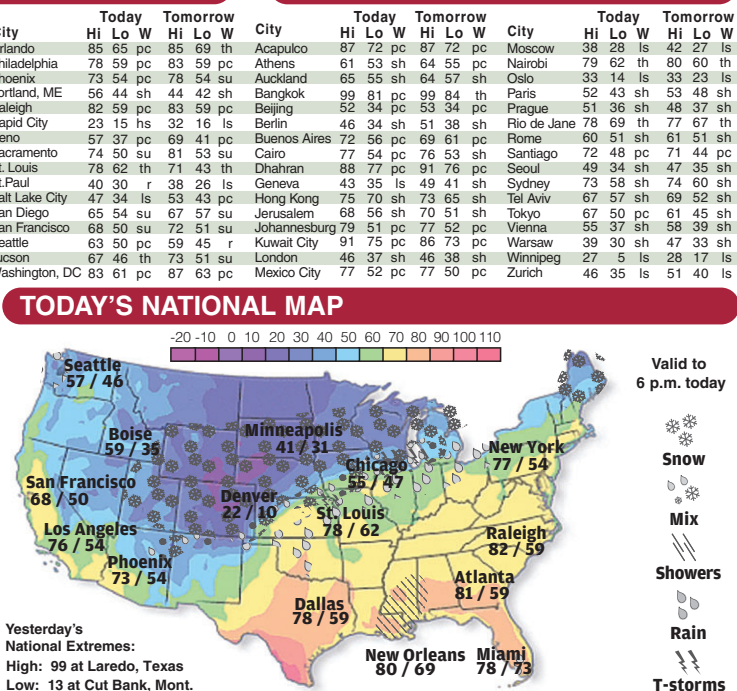 Today Tomorrow
ity Hi Lo W Hi Lo W
rlando 85 65 pc 85 69 th
hiladelphia 78 59 pc 83 59 pc
hoenix 73 54 pc 78 54 su
ortland, ME 56 44 sh 44 42 sh
aleigh 82 59 pc 83 59 pc
apid City 23 15 hs 32 16 ls
eno 57 37 pc 69 41 pc
acramento 74 50 su 81 53 su
t. Louis 78 62 th 71 43 th
t.Paul 40 30 r 38 26 ls
alt Lake City 47 34 ls 53 43 pc
an Diego 65 54 su 67 57 su
an Francisco 68 50 su 72 51 su
eattle 63 50 pc 59 45 r
ucson 67 46 th 73 51 su
ashington, DC 83 61 pc 87 63 pc
Today Tomorrow
City Hi Lo W Hi Lo W
Acapulco 87 72 pc 87 72 pc
Athens 61 53 sh 64 55 pc
Auckland 65 55 sh 64 57 sh
Bangkok 99 81 pc 99 84 th
Beijing 52 34 pc 53 34 pc
Berlin 46 34 sh 51 38 sh
Buenos Aires 72 56 pc 69 61 pc
Cairo 77 54 pc 76 53 sh
Dhahran 88 77 pc 91 76 pc
Geneva 43 35 ls 49 41 sh
Hong Kong 75 70 sh 73 65 sh
Jerusalem 68 56 sh 70 51 sh
Johannesburg 79 51 pc 77 52 pc
Kuwait City 91 75 pc 86 73 pc
London 46 37 sh 46 38 sh
Mexico City 77 52 pc 77 50 pc
Today Tomorrow
City Hi Lo W Hi Lo W
Moscow 38 28 ls 42 27 ls
Nairobi 79 62 th 80 60 th
Oslo 33 14 ls 33 23 ls
Paris 52 43 sh 53 48 sh
Prague 51 36 sh 48 37 sh
Rio de Jane 78 69 th 77 67 th
Rome 60 51 sh 61 51 sh
Santiago 72 48 pc 71 44 pc
Seoul 49 34 sh 47 35 sh
Sydney 73 58 sh 74 60 sh
Tel Aviv 67 57 sh 69 52 sh
Tokyo 67 50 pc 61 45 sh
Vienna 55 37 sh 58 39 sh
Warsaw 39 30 sh 47 33 sh
Winnipeg 27 5 ls 28 17 ls
Zurich 46 35 ls 51 40 ls
TODAY'S NATIONAL MAP
-20 -10 0 10 20 30 40 50 60 70 80 90 100 110
Seattle
57 / 46
Boise
59 / 35
Minneapolis
41 / 31
Chicago
55 / 47
New York
77 / 54
San Francisco
68 / 50
Denver
22 / 10
St. Louis
78 / 62
Los Angeles
76 / 54
Phoenix
73 / 54
Raleigh
82 / 59
Atlanta
81 / 59
Dallas
78 / 59
New Orleans
80 / 69
Miami
78 / 73
Valid to
6 p.m. today
Snow
Mix
Showers
Rain
T-storms
Yesterday's
National Extremes:
High: 99 at Laredo, Texas
Low: 13 at Cut Bank, Mont.